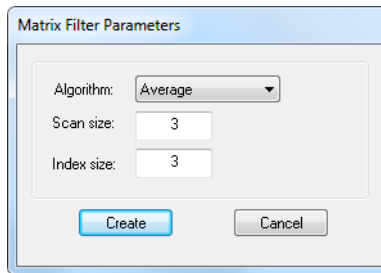 Matrix Filter Parameters
Algorithm: Average
Scan size: 3
Index size: 3
Create Cancel